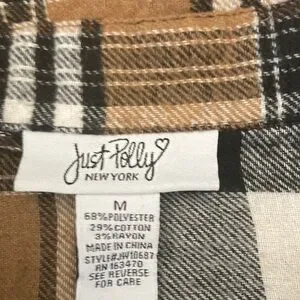 Just Polly
NEW YORK
M
68%POLYESTER
29%COTTON
3%RAYON
MADE IN CHINA
STYLE#JW10687
RN 163470
SEE REVERSE
FOR CARE